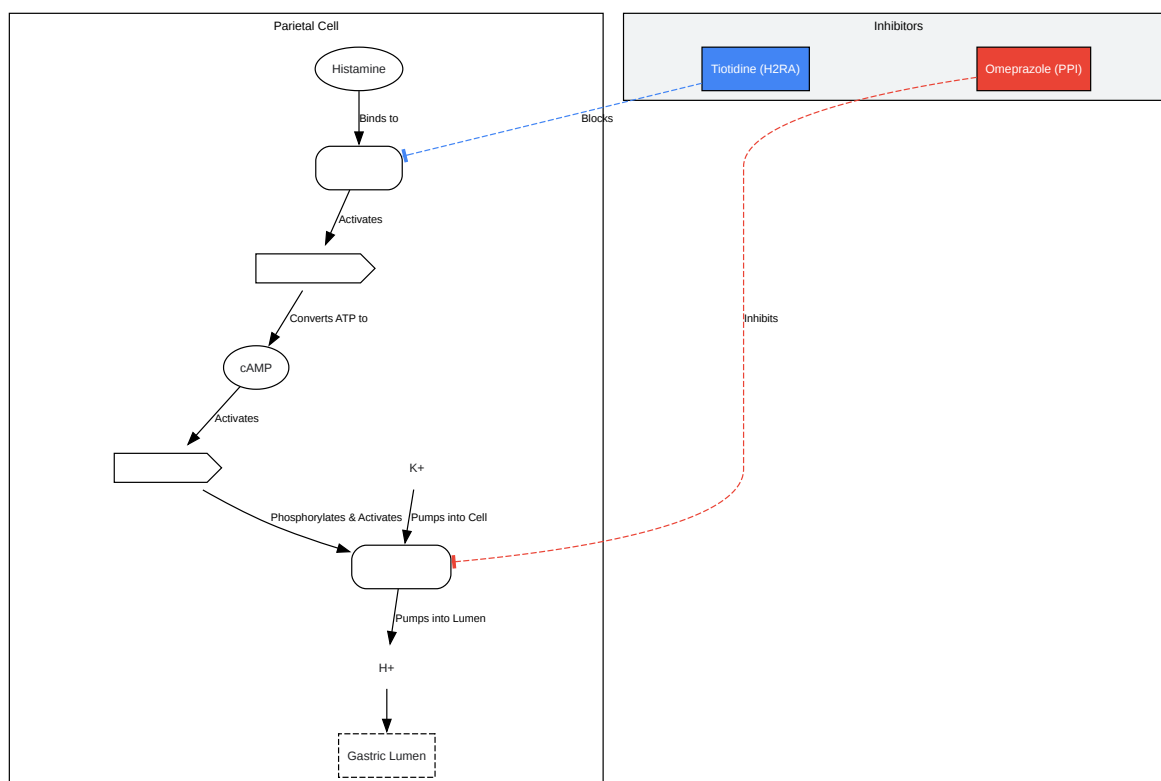 Parietal Cell
Inhibitors
Histamine
Tiotidine (H2RA)
Omeprazole (PPI)
Binds to
Blocks
Activates
Converts ATP to
Inhibits
cAMP
Activates
K+
Phosphorylates & Activates
Pumps into Cell
Pumps into Lumen
H+
Gastric Lumen